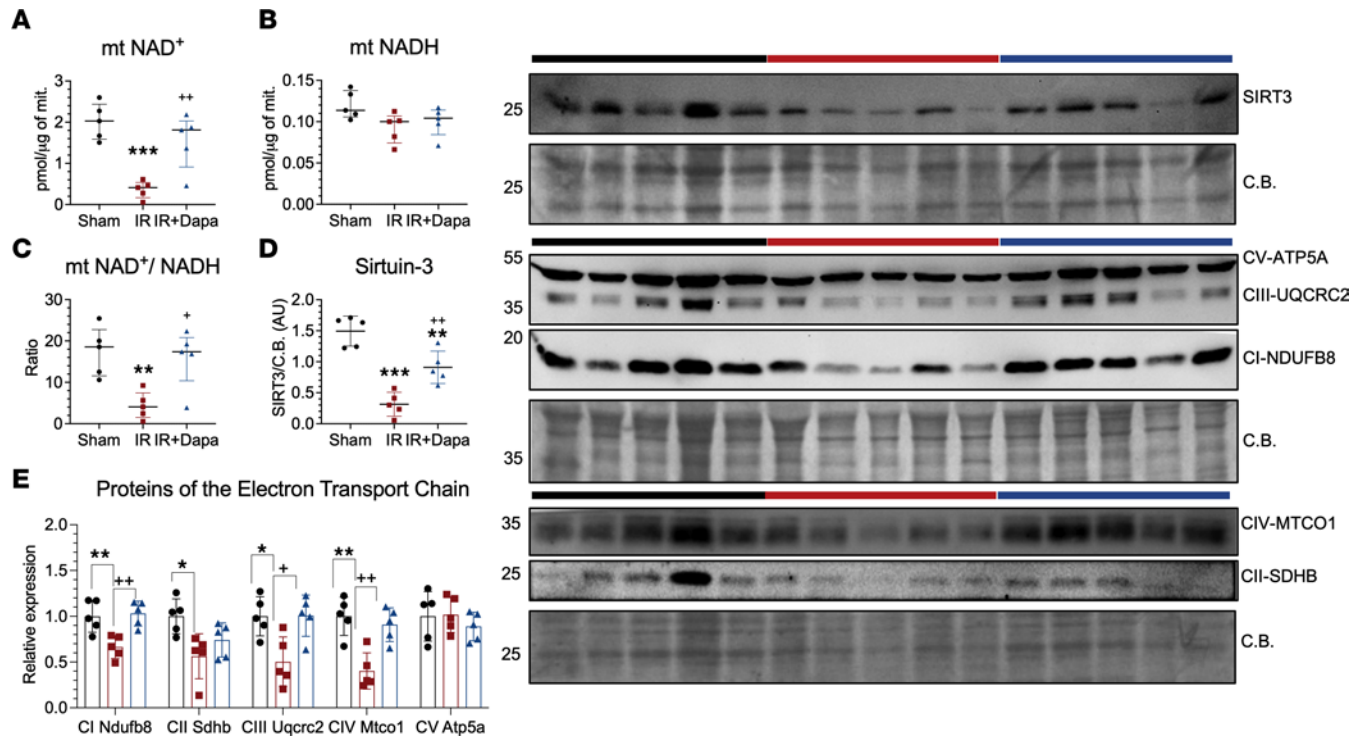 A
mt NAD+
pmol/µg of mit.
3
2
1
0
***
++
Sham IR IR+Dapa
B
mt NADH
pmol/µg of mit.
0.15
0.10
0.05
0.00
Sham IR IR+Dapa
C
mt NAD+/ NADH
Ratio
30
20
10
0
**
+
Sham IR IR+Dapa
D
Sirtuin-3
SIRT3/C.B. (AU)
2.0
1.5
1.0
0.5
0.0
***
++
**
Sham IR IR+Dapa
E
Proteins of the Electron Transport Chain
Relative expression
2.0
1.5
1.0
0.5
0.0
** ++ * * + ** ++
CI Ndufb8 CII Sdhb CIII Uqcrc2 CIV Mtco1 CV Atp5a
25 SIRT3
25 C.B.
55 CV-ATP5A
35 CIII-UQCRC2
20 CI-NDUFB8
35 C.B.
35 CIV-MTCO1
25 CII-SDHB
25 C.B.